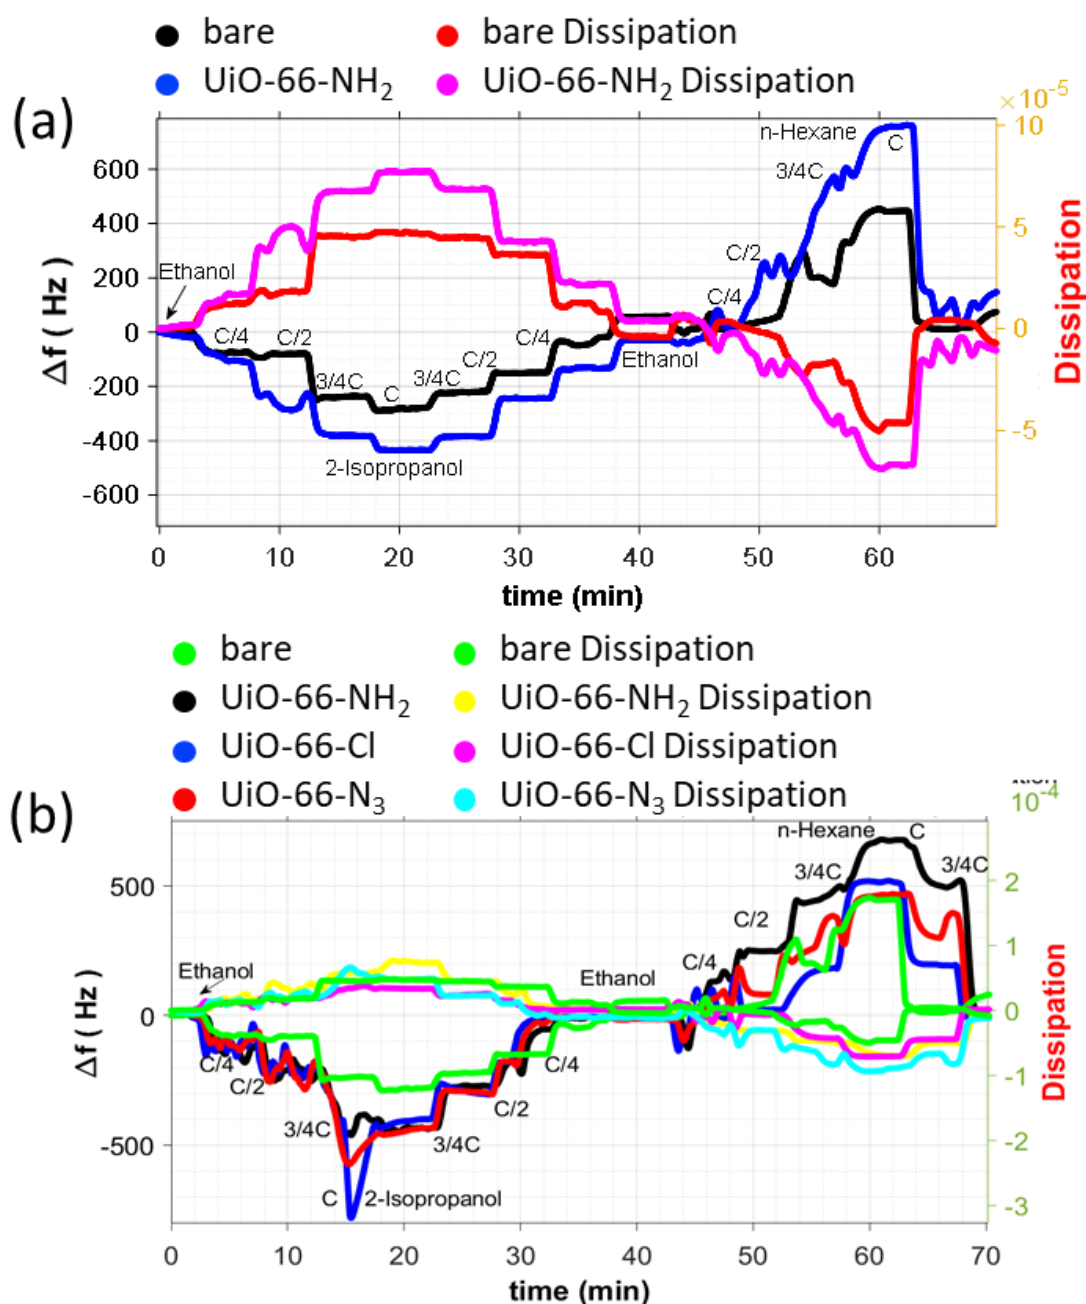 bare
bare Dissipation
UiO-66-NH₂
UiO-66-NH₂ Dissipation
(a)
×10⁻⁵
n-Hexane
C
3/4C
C/2
C/4
Ethanol
C/4
C/2
3/4C
C
3/4C
C/2
C/4
Ethanol
2-Isopropanol
600
400
200
0
-200
-400
-600
10
5
0
-5
Δf ( Hz)
Dissipation
0 10 20 30 40 50 60
time (min)
bare
bare Dissipation
UiO-66-NH₂
UiO-66-NH₂ Dissipation
UiO-66-Cl
UiO-66-Cl Dissipation
UiO-66-N₃
UiO-66-N₃ Dissipation
(b)
10⁻⁴
n-Hexane
C
3/4C
3/4C
C/2
C/4
Ethanol
Ethanol
C/4
C/2
3/4C
C
2-Isopropanol
3/4C
C/2
C/4
500
0
-500
2
1
0
-1
-2
-3
Δf ( Hz)
Dissipation
0 10 20 30 40 50 60 70
time (min)